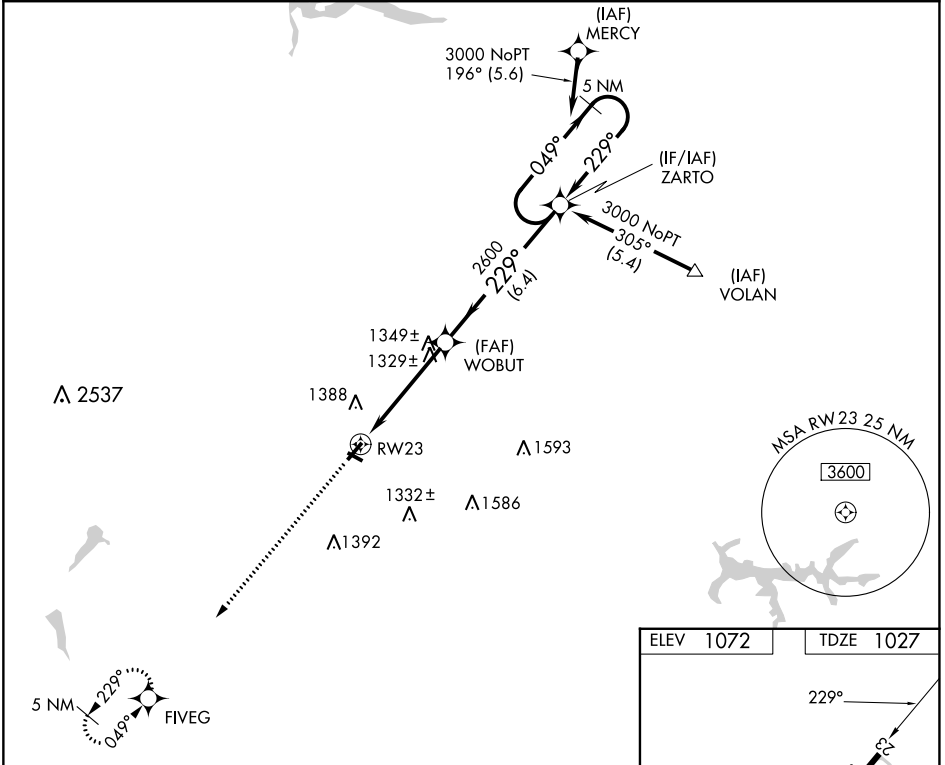 (IAF)
MERCY
3000 NoPT
196° (5.6)
5 NM
049°
229°
(IF/IAF)
ZARTO
3000 NoPT
305°
(5.4)
(IAF)
VOLAN
2600
229°
(6.4)
1349±
1329±
(FAF)
WOBUT
2537
1388
RW23
1593
MSA RW23 25 NM
3600
1332±
1586
1392
5 NM
229°
049°
FIVEG
ELEV 1072
TDZE 1027
229°
23